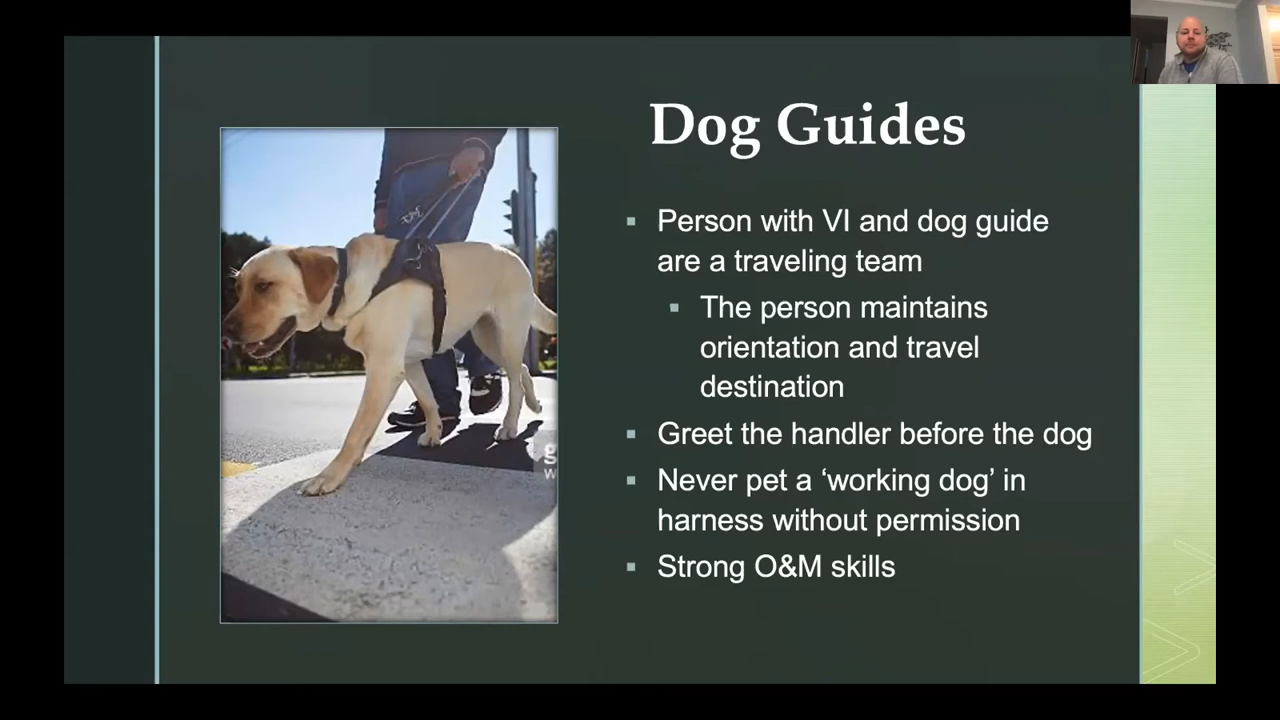 Dog Guides
Person with VI and dog guide
are a traveling team
The person maintains
orientation and travel
destination
Greet the handler before the dog
Never pet a ‘working dog’ in
harness without permission
Strong O&M skills
g
w